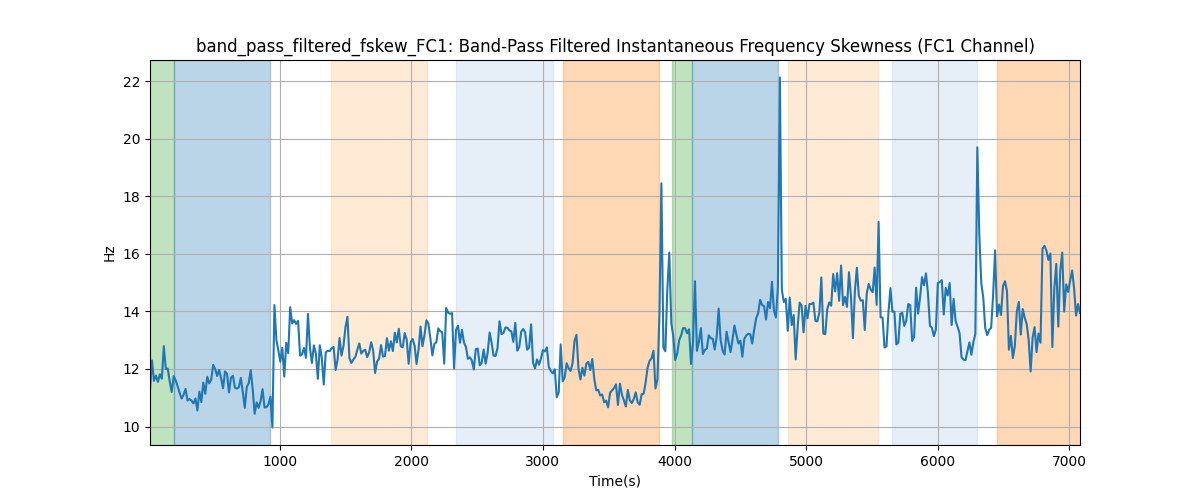 band_pass_filtered_fskew_FC1: Band-Pass Filtered Instantaneous Frequency Skewness (FC1 Channel)
22
20
18
16
14
12
10
Hz
1000 2000 3000 4000 5000 6000 7000
Time(s)